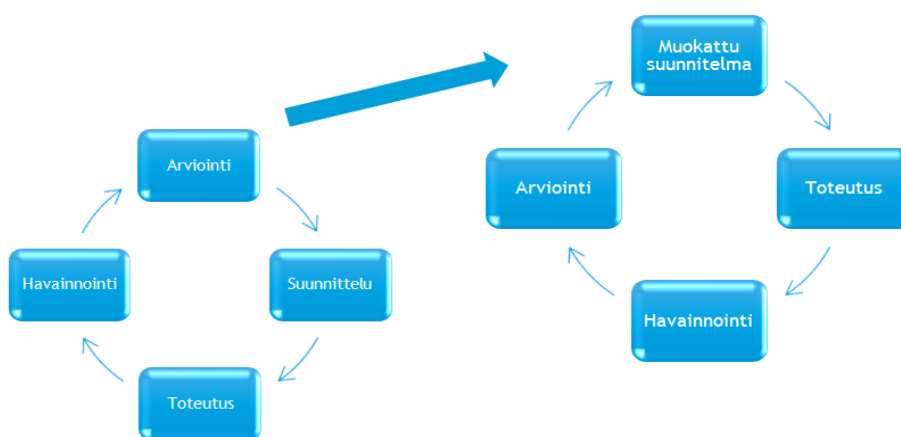 Arviointi
Suunnittelu
Toteutus
Havainnointi
Muokattu
suunnitelma
Toteutus
Havainnointi
Arviointi